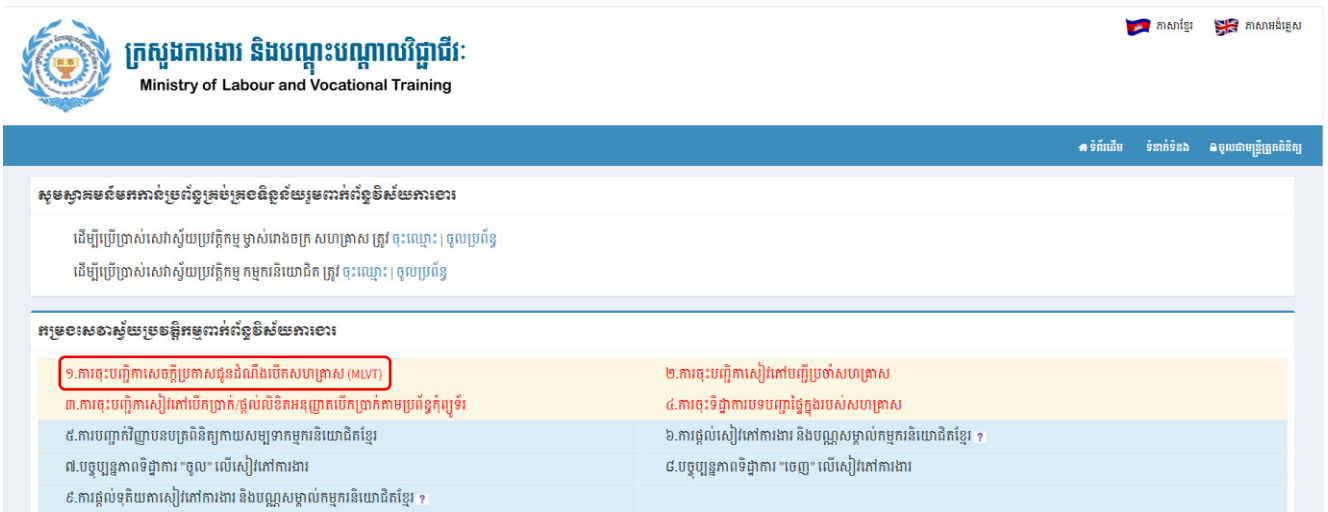 ភាសាខ្មែរ ភាសាអង់គ្លេស
ក្រសួងការងារ និងបណ្តុះបណ្តាលវិជ្ជាជីវៈ
Ministry of Labour and Vocational Training
ទំព័រដើម ទំនាក់ទំនង ចូលជាមន្ត្រីត្រួតពិនិត្យ
សូមស្វាគមន៍មកកាន់ប្រព័ន្ធគ្រប់គ្រងទិន្នន័យរួមពាក់ព័ន្ធវិស័យការងារ
ដើម្បីប្រើប្រាស់សេវាស្វ័យប្រវត្តិកម្ម ម្ចាស់រោងចក្រ សហគ្រាស ត្រូវ ចុះឈ្មោះ | ចូលប្រព័ន្ធ
ដើម្បីប្រើប្រាស់សេវាស្វ័យប្រវត្តិកម្ម កម្មករនិយោជិត ត្រូវ ចុះឈ្មោះ | ចូលប្រព័ន្ធ
កម្រងសេវាស្វ័យប្រវត្តិកម្មពាក់ព័ន្ធវិស័យការងារ
១.ការចុះបញ្ជិកាសេចក្តីប្រកាសជូនដំណឹងបើកសហគ្រាស (MLVT) ២.ការចុះបញ្ជិកាសៀវភៅបញ្ជីប្រចាំសហគ្រាស
៣.ការចុះបញ្ជិកាសៀវភៅបើកប្រាក់/ផ្តល់លិខិតអនុញ្ញាតបើកប្រាក់តាមប្រព័ន្ធកុំព្យូទ័រ ៤.ការចុះទិដ្ឋាការបទបញ្ជាផ្ទៃក្នុងរបស់សហគ្រាស
៥.ការបញ្ជាក់វិញ្ញាបនបត្រពិនិត្យកាយសម្បទាកម្មករនិយោជិតខ្មែរ ៦.ការផ្តល់សៀវភៅការងារ និងបណ្ណសម្គាល់កម្មករនិយោជិតខ្មែរ ?
៧.បច្ចុប្បន្នភាពទិដ្ឋាការ "ចូល" លើសៀវភៅការងារ ៨.បច្ចុប្បន្នភាពទិដ្ឋាការ "ចេញ" លើសៀវភៅការងារ
៩.ការផ្តល់ទុតិយតាសៀវភៅការងារ និងបណ្ណសម្គាល់កម្មករនិយោជិតខ្មែរ ?